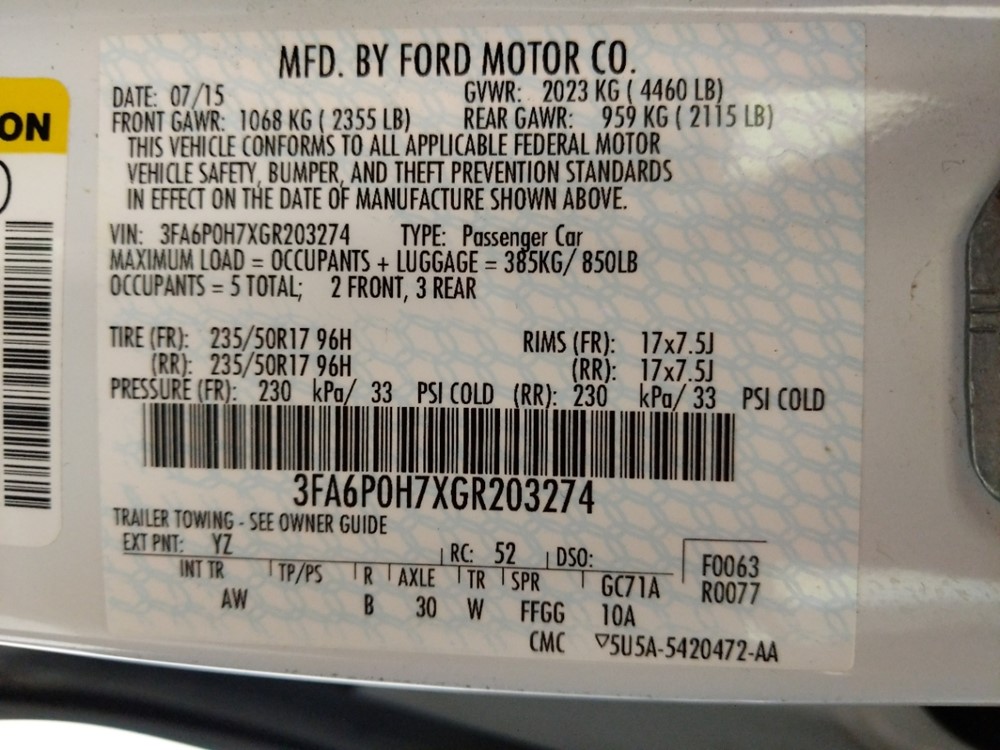 MFD. BY FORD MOTOR CO.
DATE: 07/15 GVWR: 2023 KG ( 4460 LB)
FRONT GAWR: 1068 KG ( 2355 LB) REAR GAWR: 959 KG ( 2115 LB)
THIS VEHICLE CONFORMS TO ALL APPLICABLE FEDERAL MOTOR
VEHICLE SAFETY, BUMPER, AND THEFT PREVENTION STANDARDS
IN EFFECT ON THE DATE OF MANUFACTURE SHOWN ABOVE.
VIN: 3FA6P0H7XGR203274 TYPE: Passenger Car
MAXIMUM LOAD = OCCUPANTS + LUGGAGE = 385KG/ 850LB
OCCUPANTS = 5 TOTAL; 2 FRONT, 3 REAR
TIRE (FR): 235/50R17 96H RIMS (FR): 17x7.5J
(RR): 235/50R17 96H (RR): 17x7.5J
PRESSURE (FR): 230 kPa/ 33 PSI COLD (RR): 230 kPa/ 33 PSI COLD
3FA6P0H7XGR203274
TRAILER TOWING - SEE OWNER GUIDE
EXT PNT: YZ RC: 52 DSO: F0063
INT TR TP/PS R AXLE TR SPR GC71A R0077
AW B 30 W FFGG 10A
CMC ▽5U5A-5420472-AA
ON